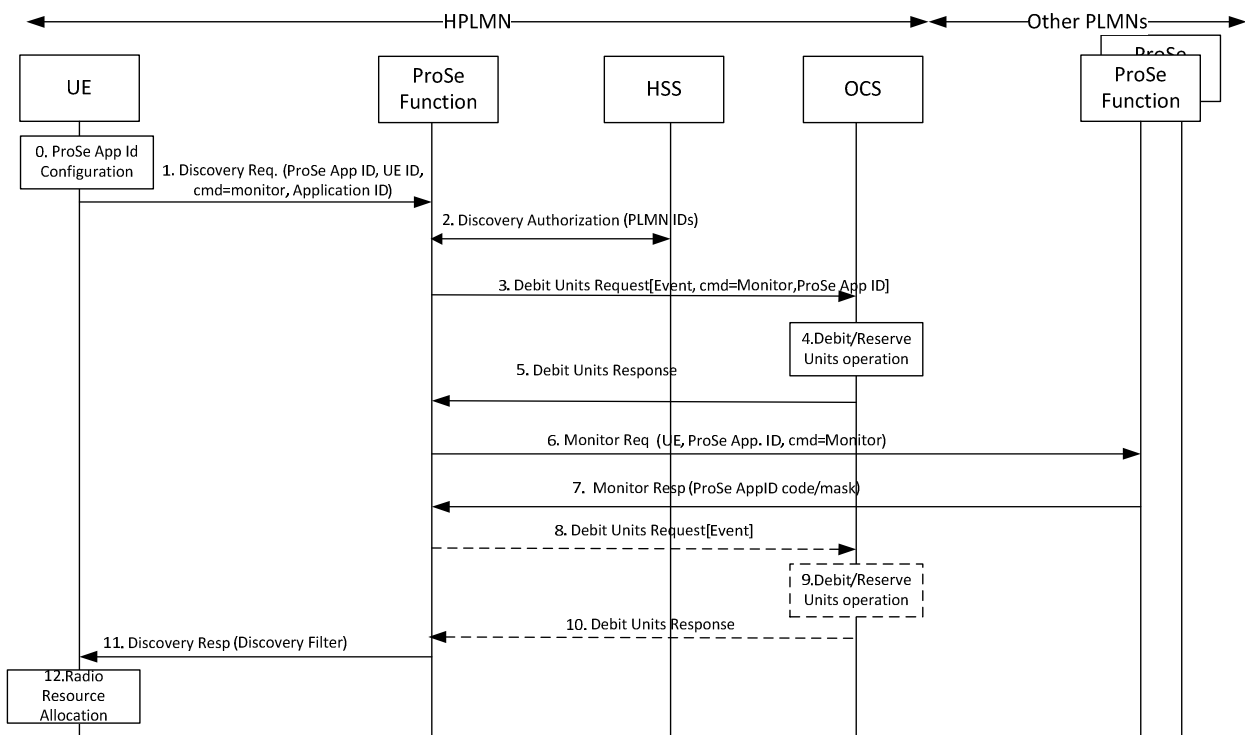 HPLMN
Other PLMNs
UE
ProSe
Function
HSS
OCS
ProSe
ProSe
Function
0. ProSe App Id
Configuration
1. Discovery Req. (ProSe App ID, UE ID,
cmd=monitor, Application ID)
2. Discovery Authorization (PLMN IDs)
3. Debit Units Request[Event, cmd=Monitor,ProSe App ID]
4.Debit/Reserve
Units operation
5. Debit Units Response
6. Monitor Req (UE, ProSe App. ID, cmd=Monitor)
7. Monitor Resp (ProSe AppID code/mask)
8. Debit Units Request[Event]
9.Debit/Reserve
Units operation
10. Debit Units Response
11. Discovery Resp (Discovery Filter)
12.Radio
Resource
Allocation